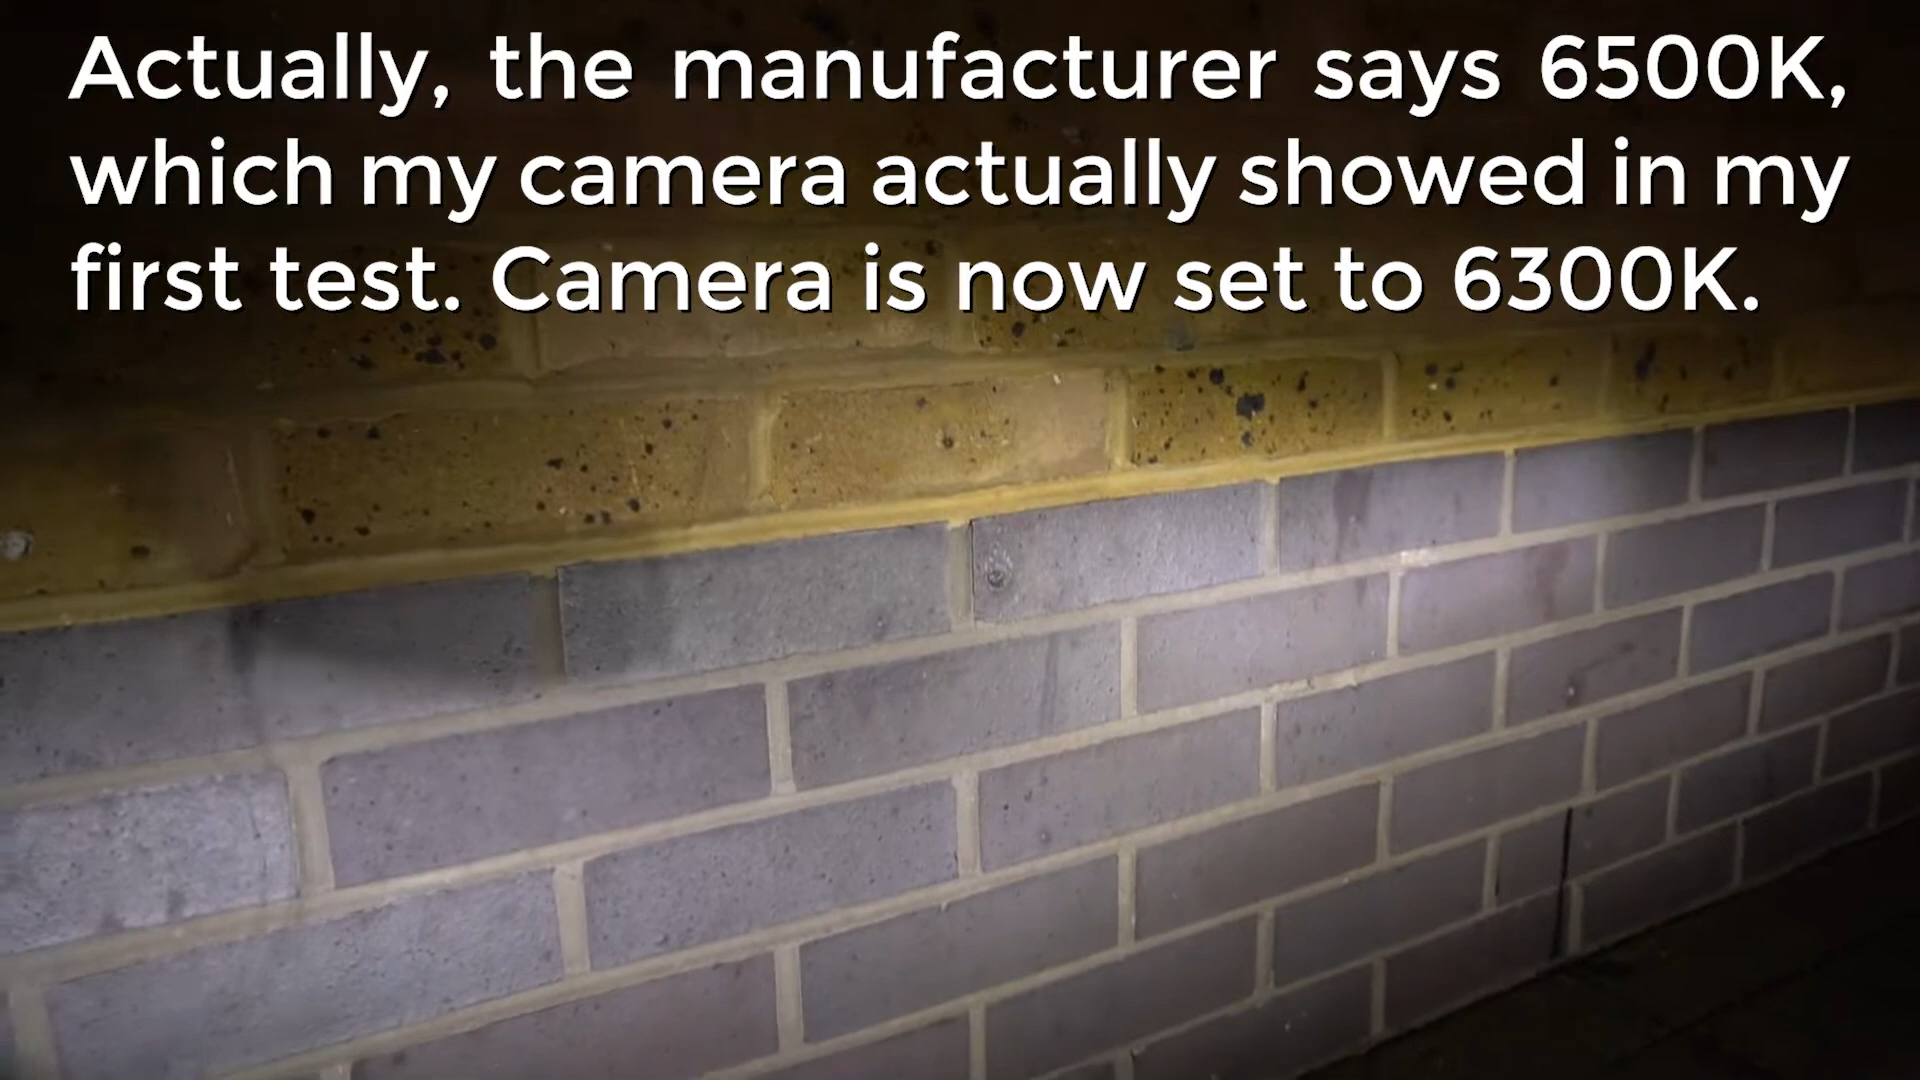 Actually, the manufacturer says 6500K,
which my camera actually showed in my
first test. Camera is now set to 6300K.